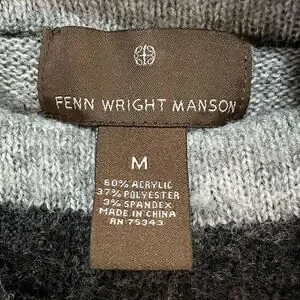 FENN WRIGHT MANSON
M
60% ACRYLIC
37% POLYESTER
3% SPANDEX
MADE IN CHINA
RN 75343